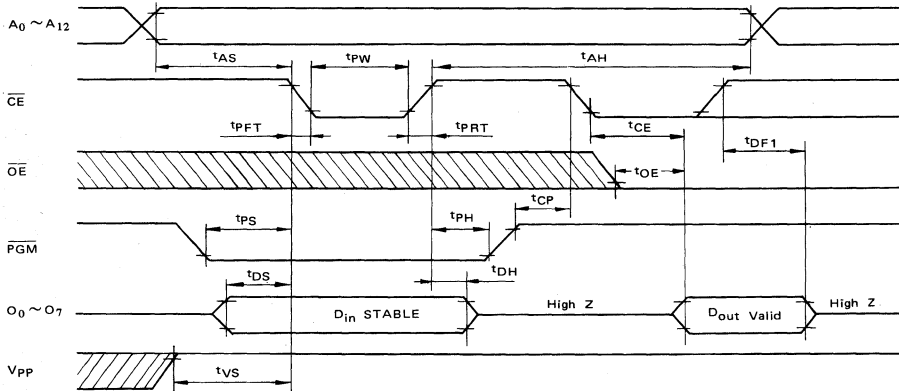 A0 ~ A12
tAS tPW tAH
CE
tPFT tPRT tCE
tDF1
OE
tOE
tCP
tPS tPH
PGM
tDS tDH
O0 ~ O7
Din STABLE High Z Dout Valid High Z
VPP
tVS